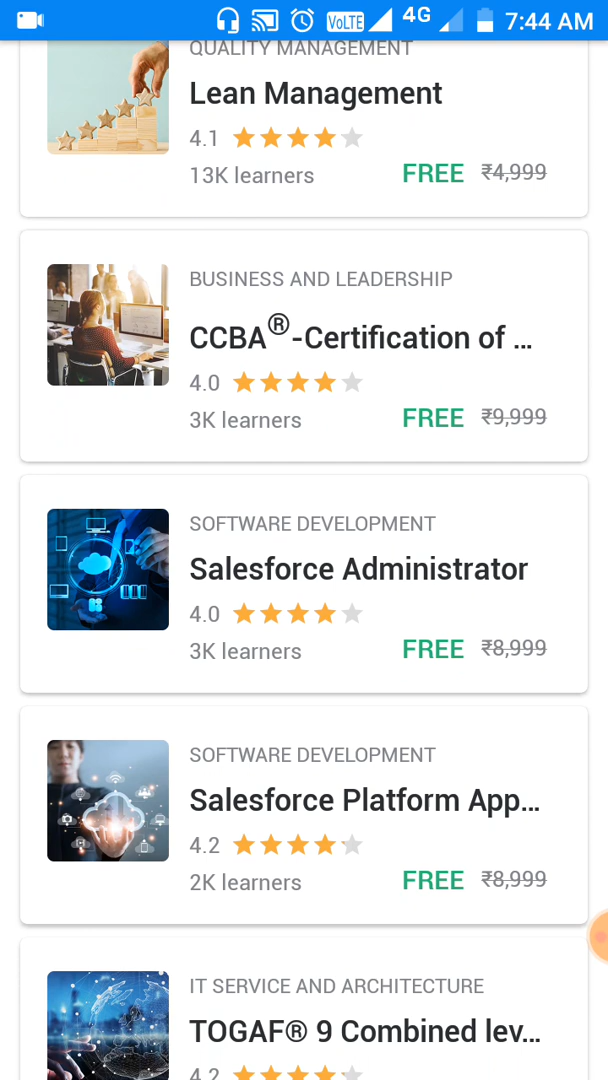 VoLTE 4G 7:44 AM
QUALITY MANAGEMENT
Lean Management
4.1
13K learners FREE ₹4,999
BUSINESS AND LEADERSHIP
CCBA®-Certification of ...
4.0
3K learners FREE ₹9,999
SOFTWARE DEVELOPMENT
Salesforce Administrator
4.0
3K learners FREE ₹8,999
SOFTWARE DEVELOPMENT
Salesforce Platform App...
4.2
2K learners FREE ₹8,999
IT SERVICE AND ARCHITECTURE
TOGAF® 9 Combined lev...
4.2